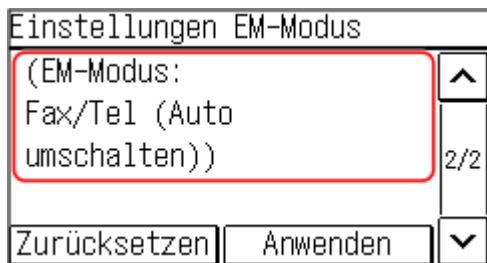 Einstellungen EM-Modus
(EM-Modus:
Fax/Tel (Auto
umschalten))
2/2
Zurücksetzen Anwenden